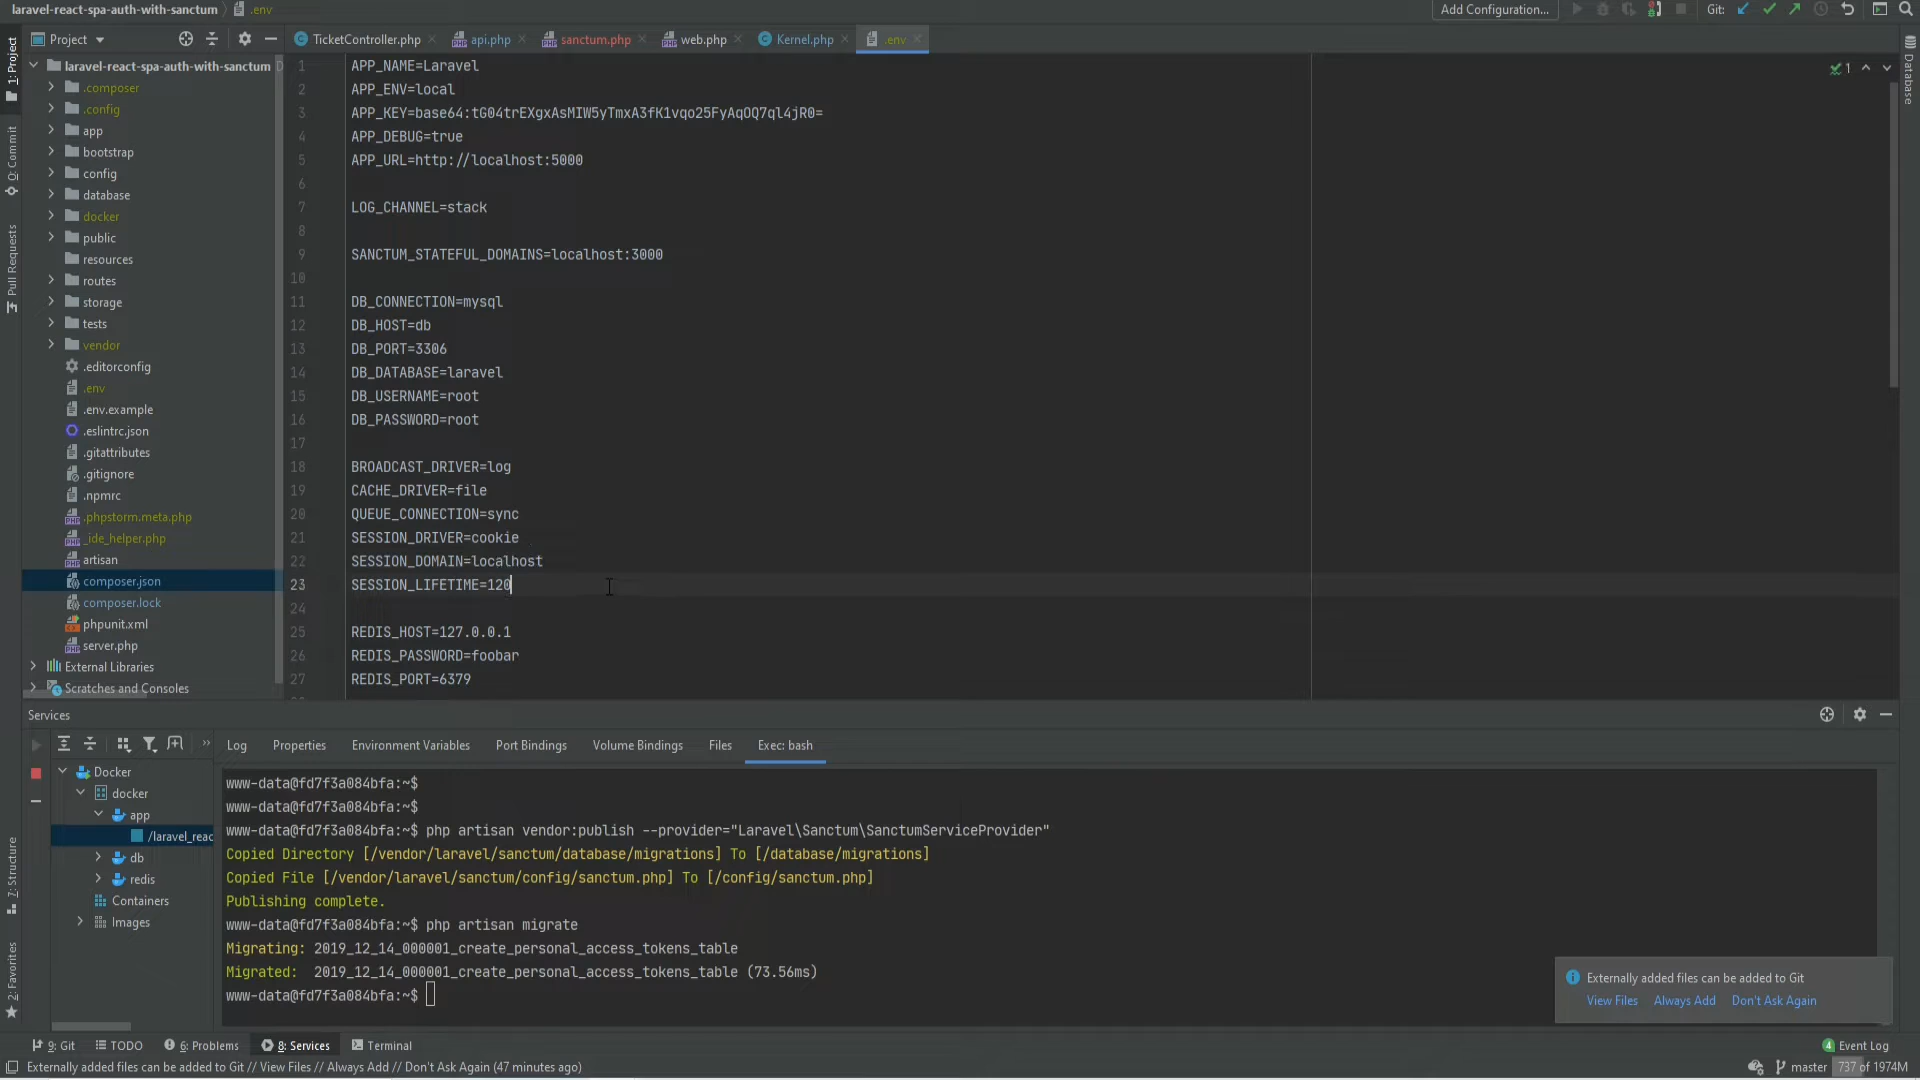 laravel-react-spa-auth-with-sanctum > .env
Add Configuration...
Git:
Project
TicketController.php
api.php
sanctum.php
web.php
Kernel.php
.env
1: Project
0: Commit
Pull Requests
7: Structure
2: Favorites
Database
laravel-react-spa-auth-with-sanctum
.composer
.config
app
bootstrap
config
database
docker
public
resources
routes
storage
tests
vendor
.editorconfig
.env
.env.example
.eslintrc.json
.gitattributes
.gitignore
.npmrc
.phpstorm.meta.php
_ide_helper.php
artisan
composer.json
composer.lock
phpunit.xml
server.php
External Libraries
Scratches and Consoles
1 APP_NAME=Laravel
2 APP_ENV=local
3 APP_KEY=base64:tG04trEXgxAsMIW5yTmxA3fK1vqo25FyAqOQ7ql4jR0=
4 APP_DEBUG=true
5 APP_URL=http://localhost:5000
6
7 LOG_CHANNEL=stack
8
9 SANCTUM_STATEFUL_DOMAINS=localhost:3000
10
11 DB_CONNECTION=mysql
12 DB_HOST=db
13 DB_PORT=3306
14 DB_DATABASE=laravel
15 DB_USERNAME=root
16 DB_PASSWORD=root
17
18 BROADCAST_DRIVER=log
19 CACHE_DRIVER=file
20 QUEUE_CONNECTION=sync
21 SESSION_DRIVER=cookie
22 SESSION_DOMAIN=localhost
23 SESSION_LIFETIME=120
24
25 REDIS_HOST=127.0.0.1
26 REDIS_PASSWORD=foobar
27 REDIS_PORT=6379
1
Services
Log
Properties
Environment Variables
Port Bindings
Volume Bindings
Files
Exec: bash
Docker
docker
app
/laravel_reac
db
redis
Containers
Images
www-data@fd7f3a084bfa:~$
www-data@fd7f3a084bfa:~$
www-data@fd7f3a084bfa:~$ php artisan vendor:publish --provider="Laravel\Sanctum\SanctumServiceProvider"
Copied Directory [/vendor/laravel/sanctum/database/migrations] To [/database/migrations]
Copied File [/vendor/laravel/sanctum/config/sanctum.php] To [/config/sanctum.php]
Publishing complete.
www-data@fd7f3a084bfa:~$ php artisan migrate
Migrating: 2019_12_14_000001_create_personal_access_tokens_table
Migrated:  2019_12_14_000001_create_personal_access_tokens_table (73.56ms)
www-data@fd7f3a084bfa:~$
Externally added files can be added to Git
View Files Always Add Don't Ask Again
9: Git
TODO
6: Problems
8: Services
Terminal
4 Event Log
Externally added files can be added to Git // View Files // Always Add // Don't Ask Again (47 minutes ago)
master
737 of 1974M